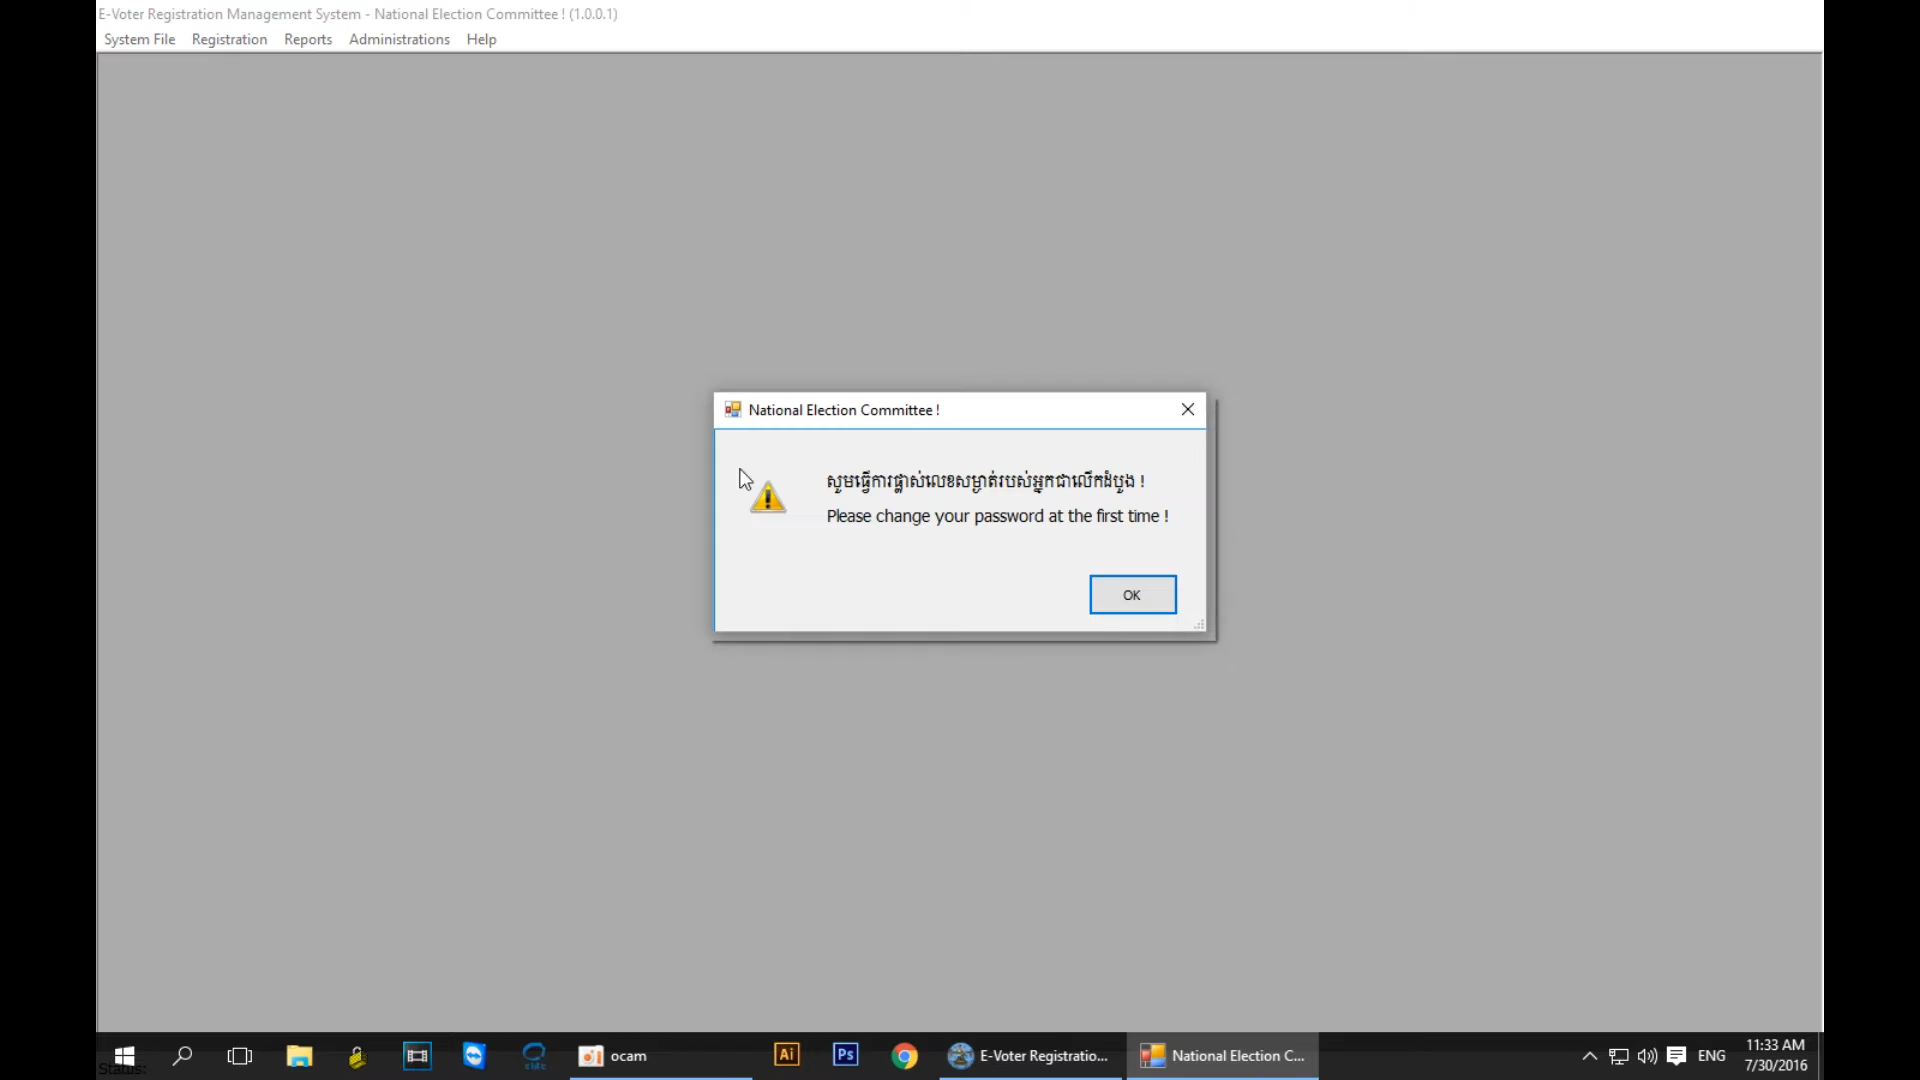 E-Voter Registration Management System - National Election Committee ! (1.0.0.1)
System File Registration Reports Administrations Help
National Election Committee !
សូមធ្វើការផ្លាស់លេខសម្ងាត់របស់អ្នកជាលើកដំបូង !
Please change your password at the first time !
OK
ocam Ai Ps E-Voter Registratio... National Election C... ENG 11:33 AM
7/30/2016
Status: